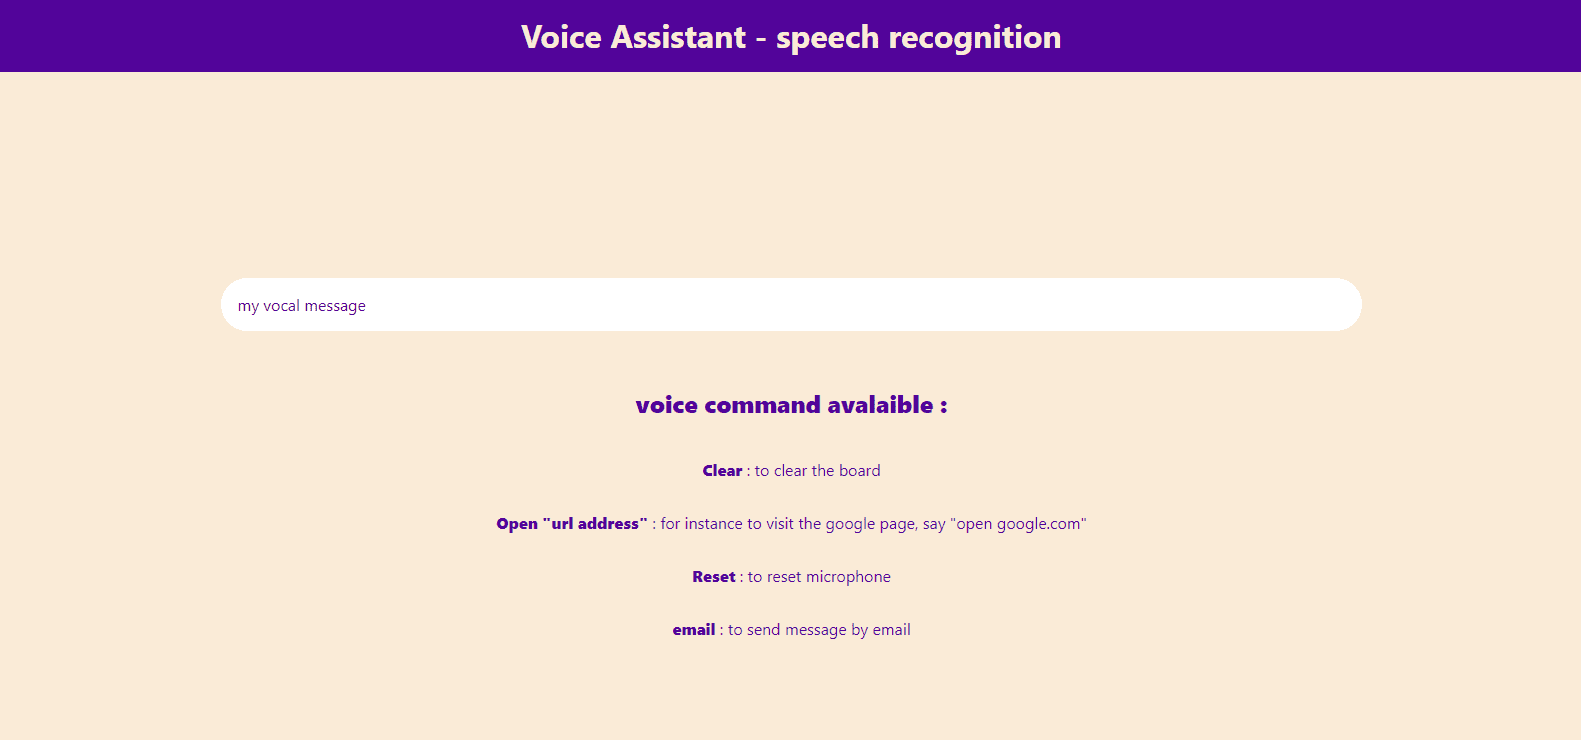 Voice Assistant - speech recognition
my vocal message
voice command avalaible :
Clear : to clear the board
Open "url address" : for instance to visit the google page, say "open google.com"
Reset : to reset microphone
email : to send message by email